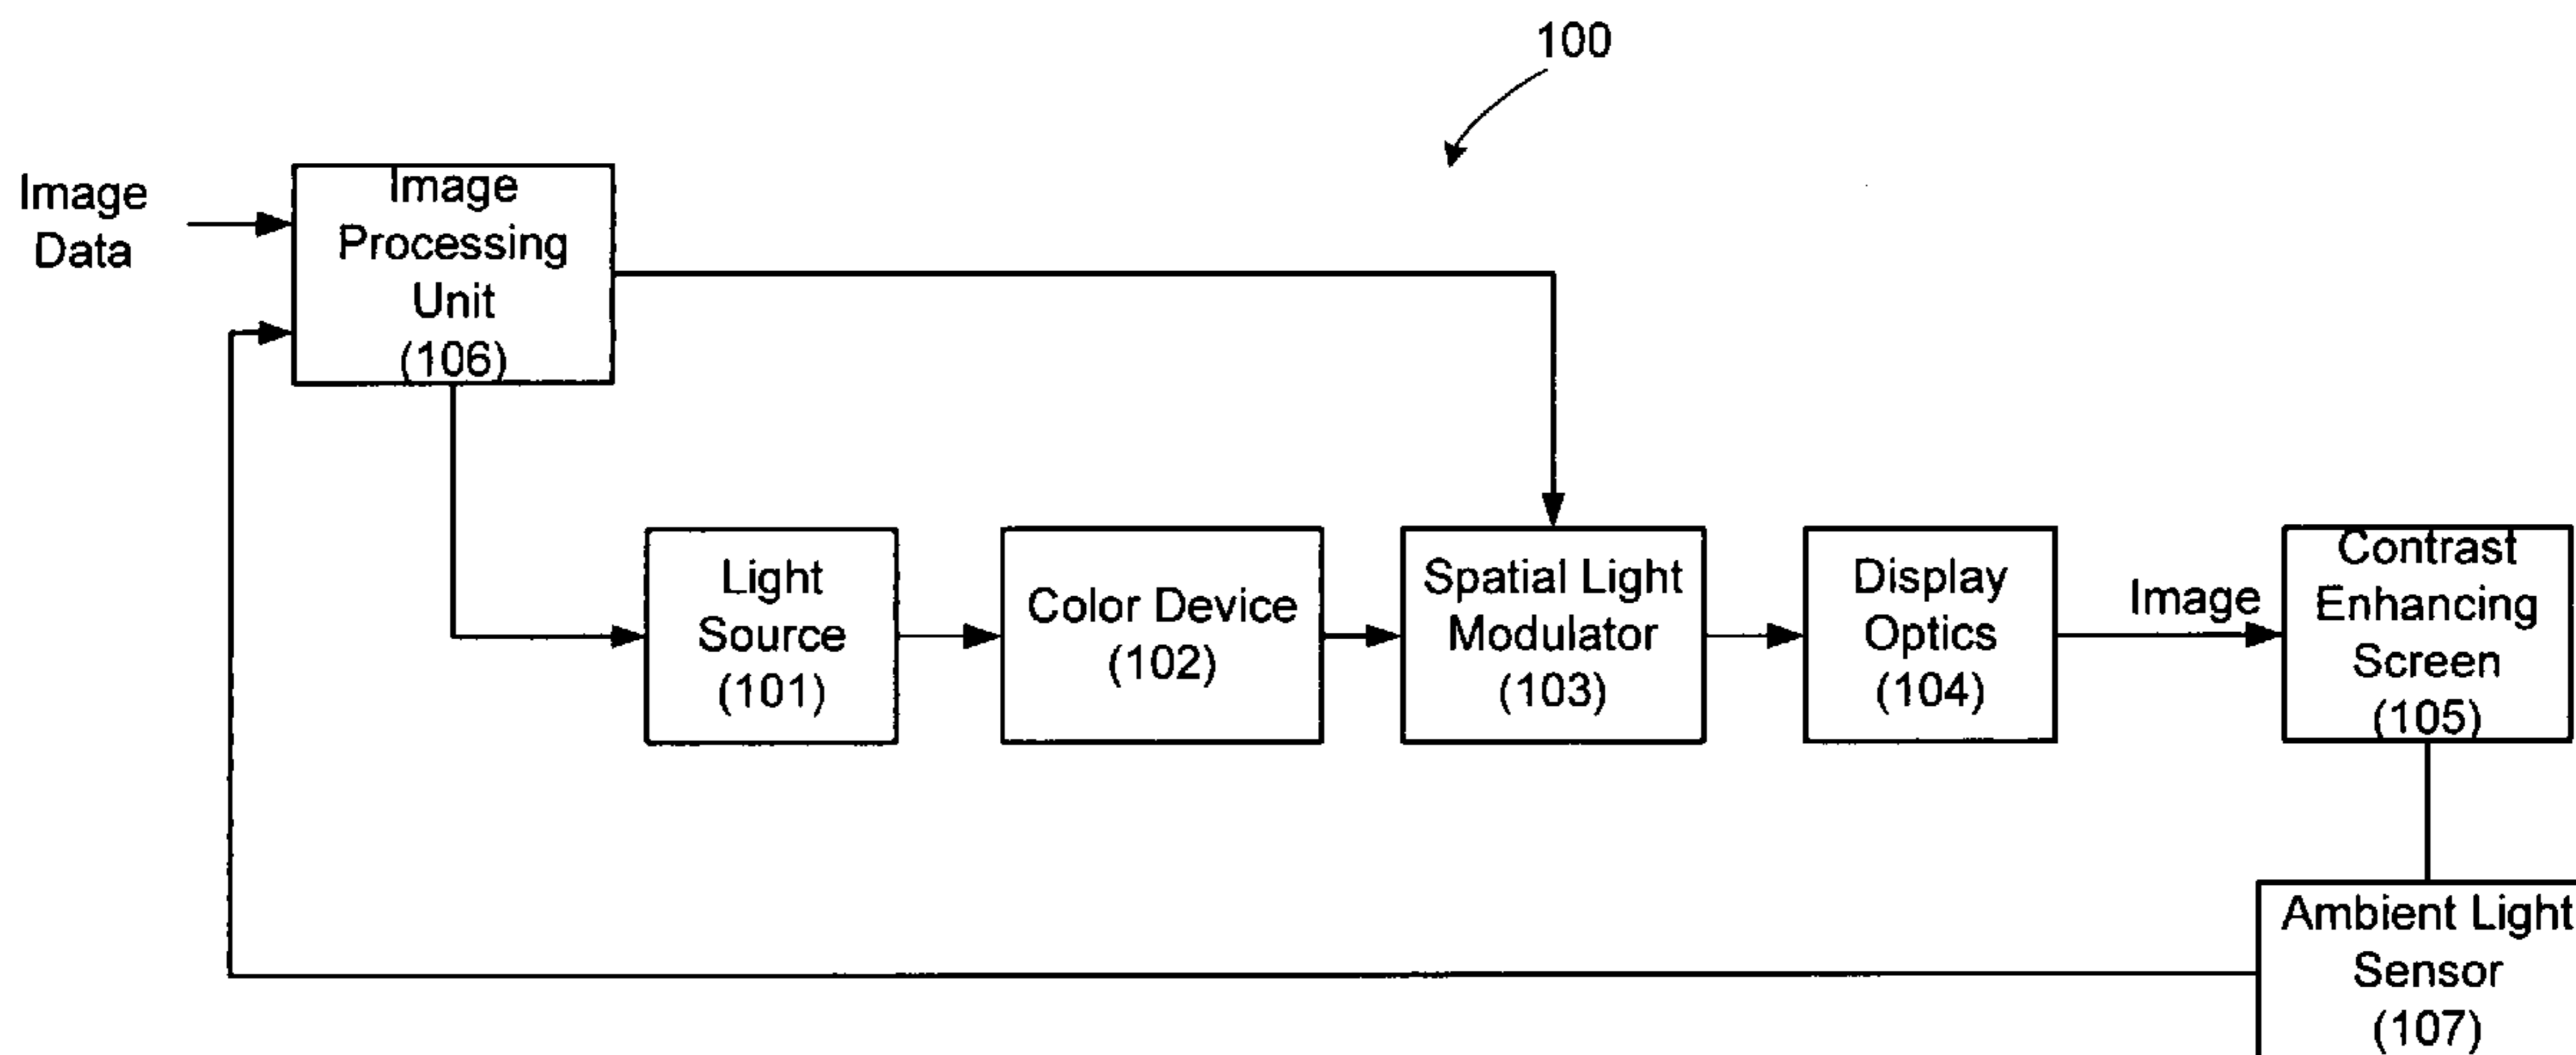 100
Image
Data
Image
Processing
Unit
(106)
Light
Source
(101)
Color Device
(102)
Spatial Light
Modulator
(103)
Display
Optics
(104)
Image
Contrast
Enhancing
Screen
(105)
Ambient Light
Sensor
(107)